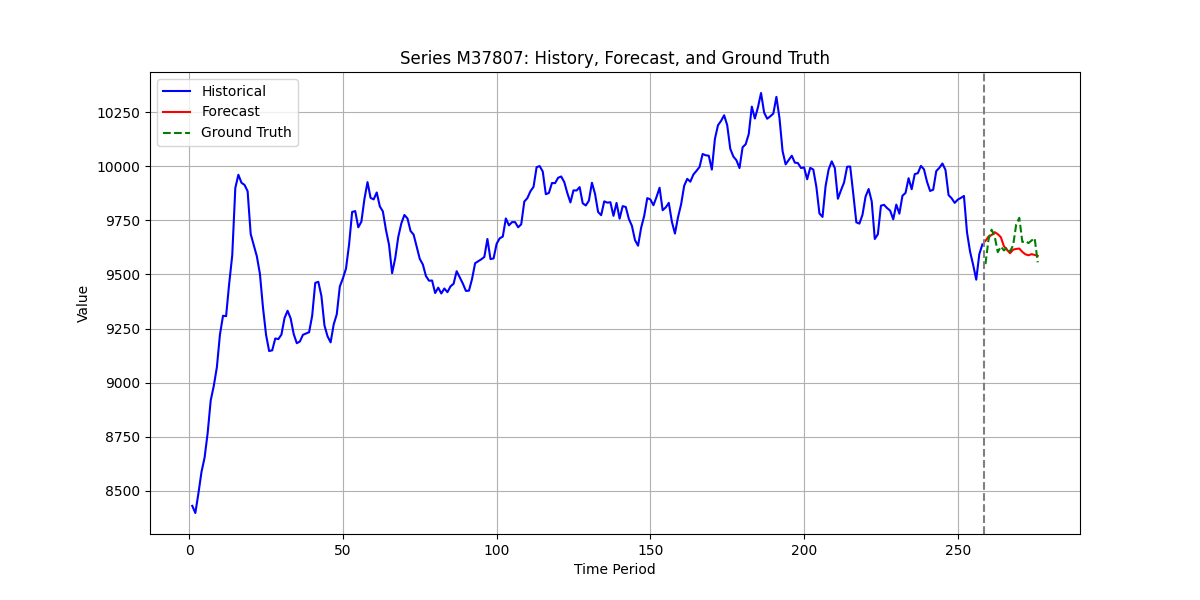 Series M37807: History, Forecast, and Ground Truth
Historical
Forecast
Ground Truth
10250
10000
9750
9500
9250
9000
8750
8500
Value
0 50 100 150 200 250
Time Period